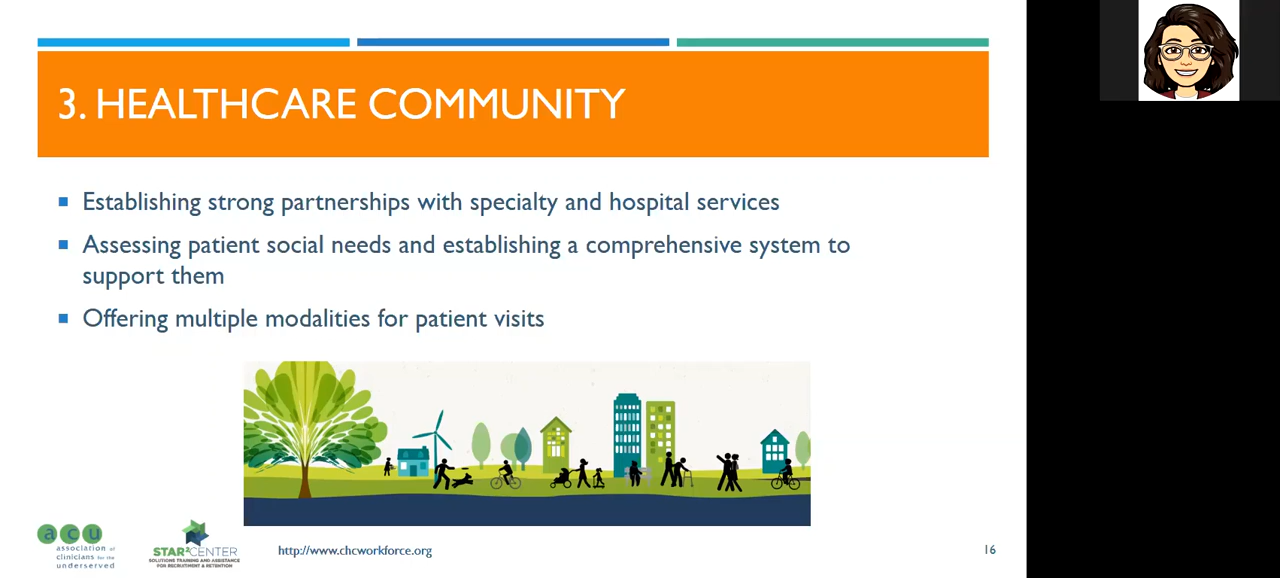 3. HEALTHCARE COMMUNITY
Establishing strong partnerships with specialty and hospital services
Assessing patient social needs and establishing a comprehensive system to
support them
Offering multiple modalities for patient visits
acu
association of
clinicians for the
underserved
STAR²CENTER
SOLUTIONS TRAINING AND ASSISTANCE
FOR RECRUITMENT & RETENTION
http://www.chcworkforce.org
16